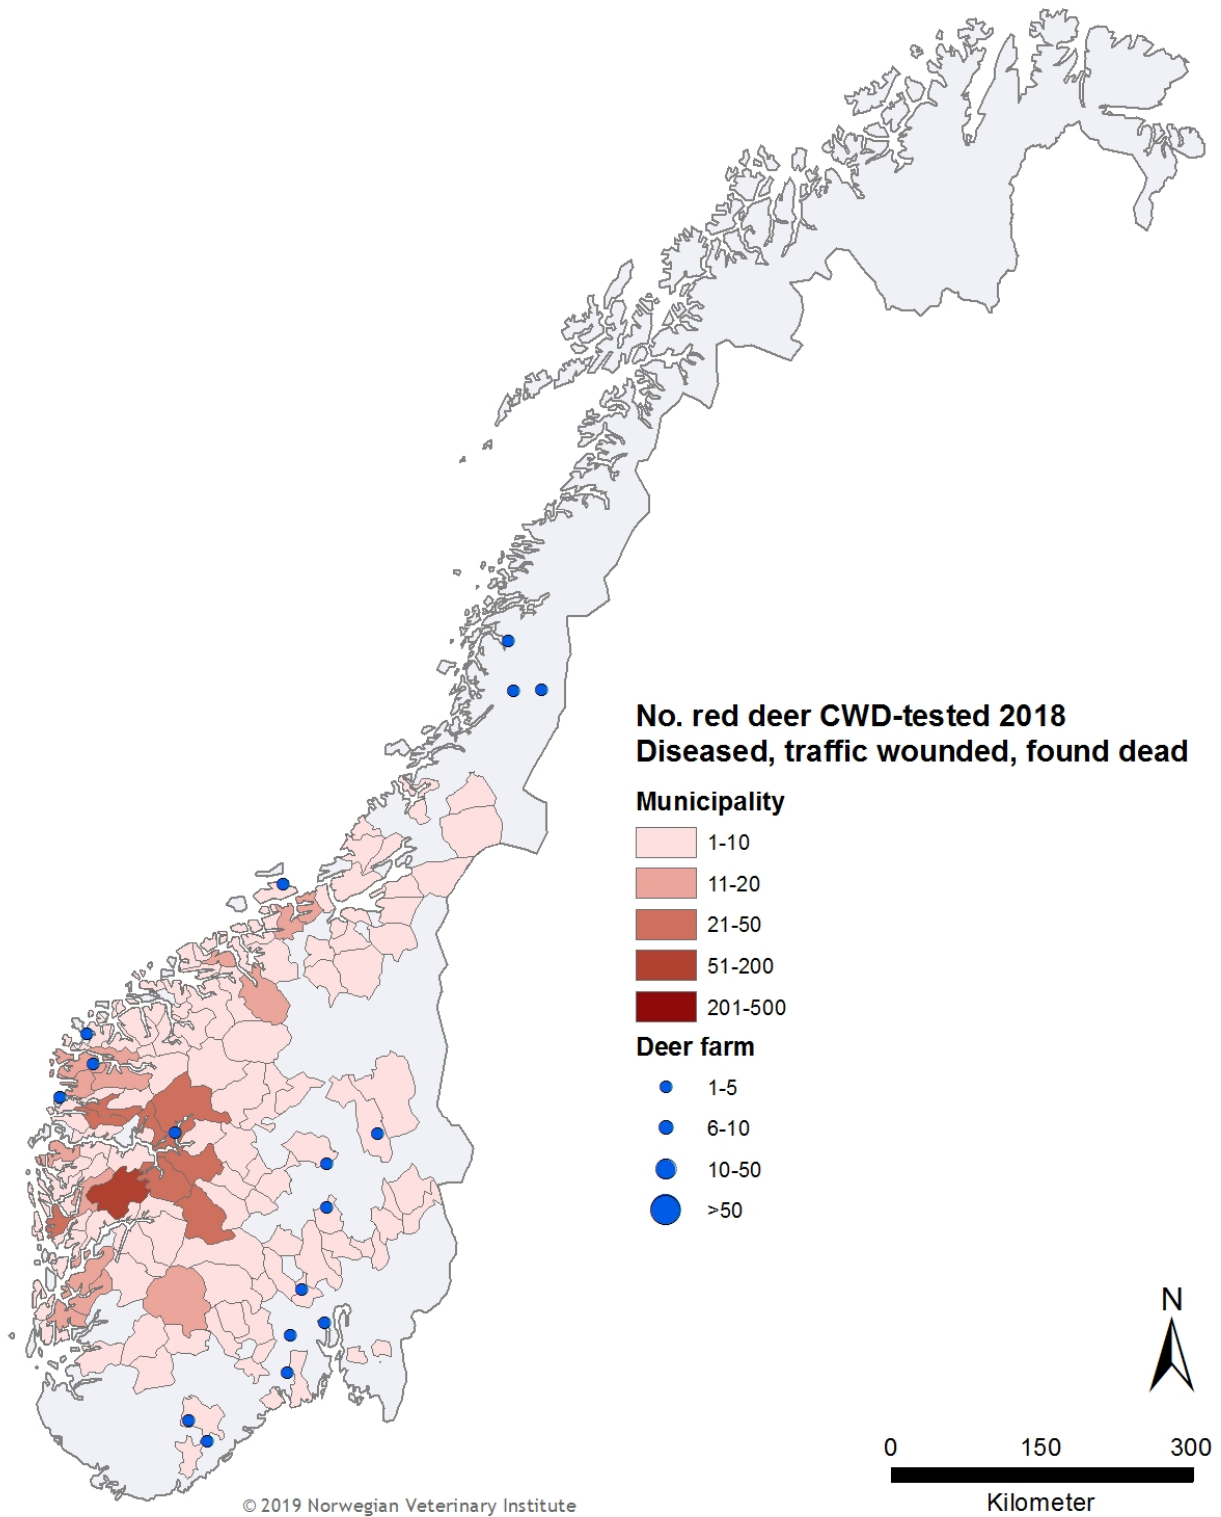 No. red deer CWD-tested 2018
Diseased, traffic wounded, found dead
Municipality
1-10
11-20
21-50
51-200
201-500
Deer farm
1-5
6-10
10-50
>50
N
0 150 300
Kilometer
© 2019 Norwegian Veterinary Institute